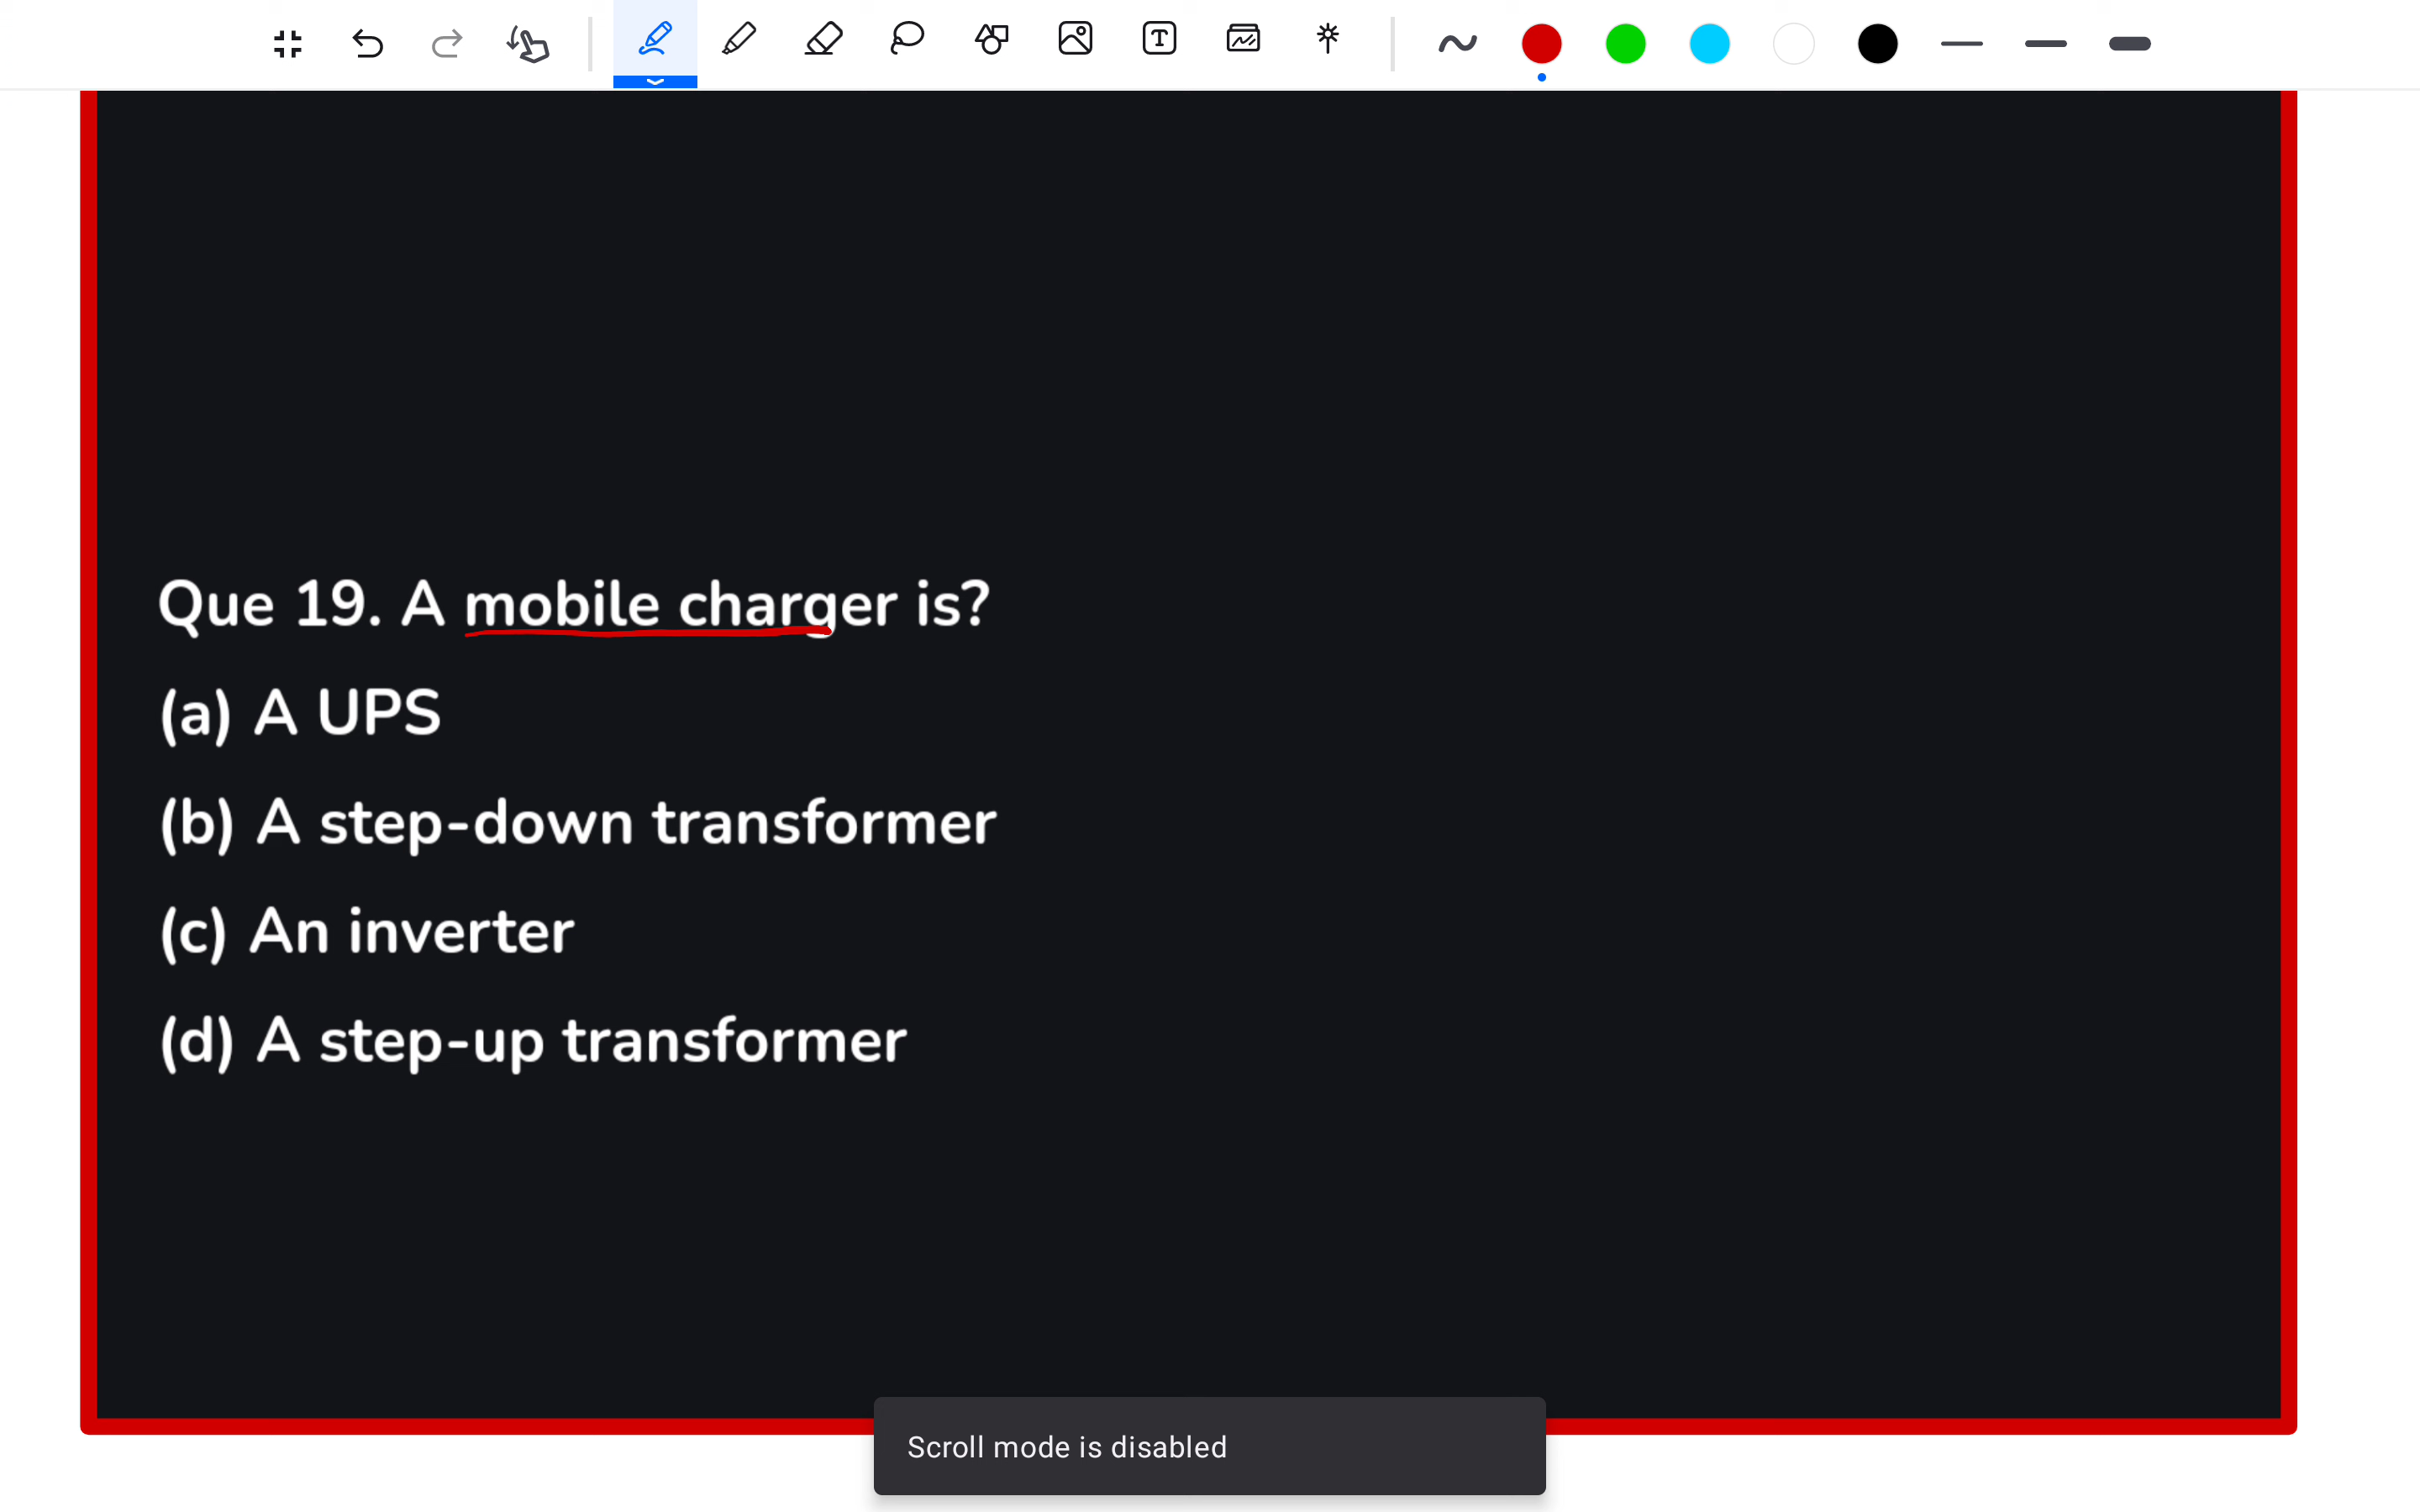 Que 19. A mobile charger is?
(a) A UPS
(b) A step-down transformer
(c) An inverter
(d) A step-up transformer
Scroll mode is disabled